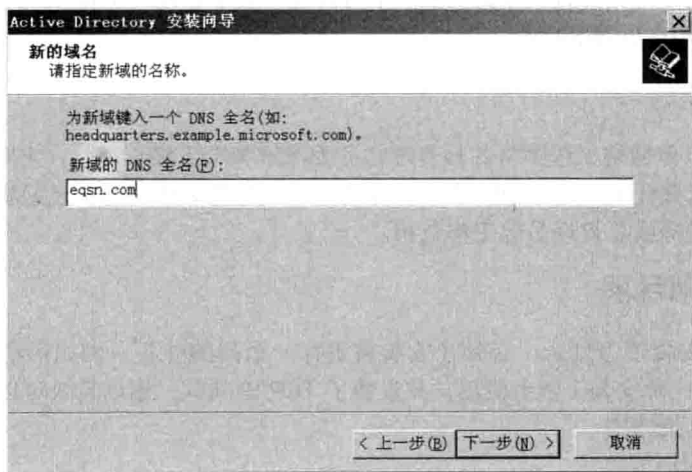 Active Directory 安装向导
新的域名
请指定新域的名称。
为新域键入一个 DNS 全名(如:
headquarters.example.microsoft.com)。
新域的 DNS 全名(F):
eqsn.com
< 上一步(B) 下一步(N) > 取消